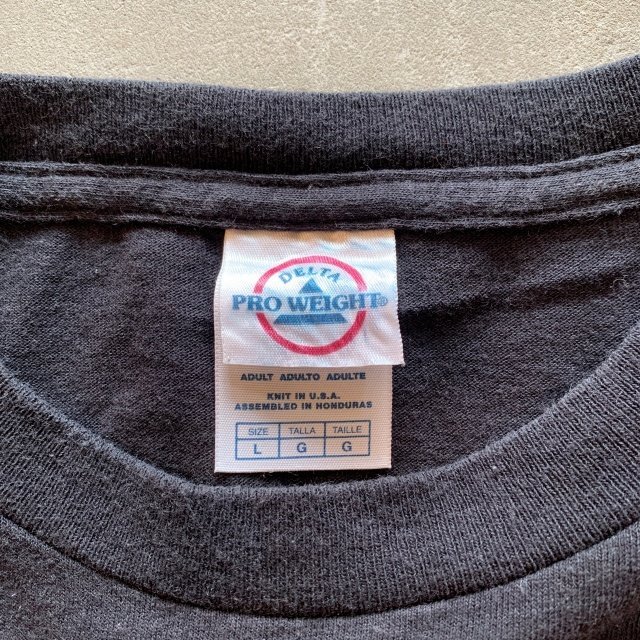 DELTA
PRO WEIGHT®
ADULT ADULTO ADULTE
KNIT IN U.S.A.
ASSEMBLED IN HONDURAS
SIZE TALLA TAILLE
L G G